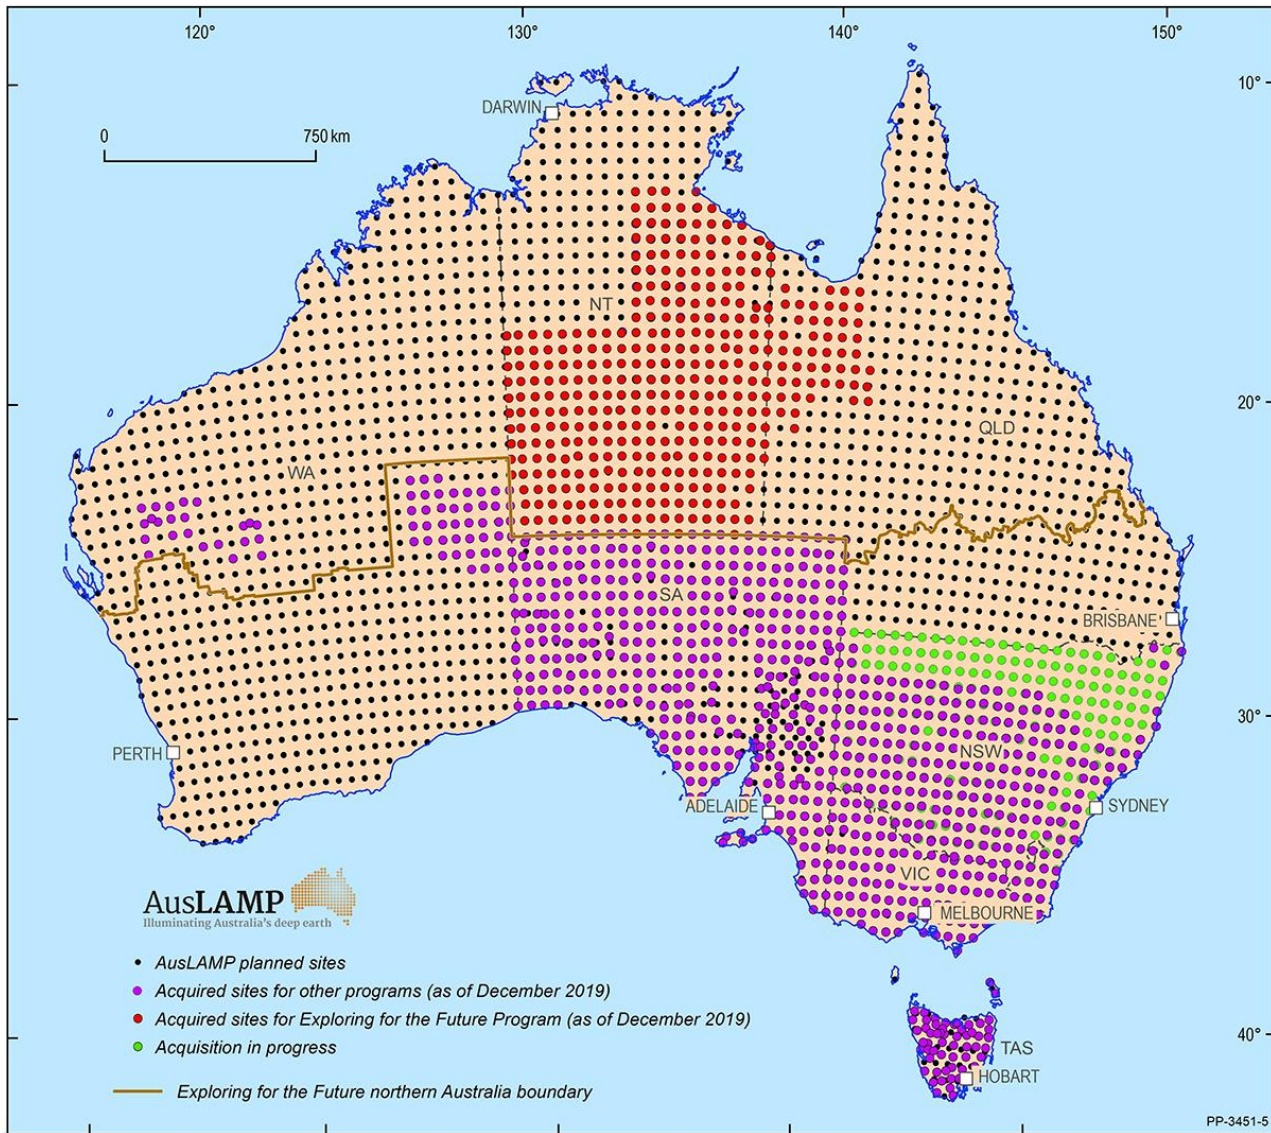 120°
130°
140°
150°
10°
DARWIN
0
750 km
NT
20°
QLD
WA
SA
BRISBANE
30°
NSW
PERTH
ADELAIDE
SYDNEY
VIC
AusLAMP
Illuminating Australia's deep earth
MELBOURNE
AusLAMP planned sites
Acquired sites for other programs (as of December 2019)
Acquired sites for Exploring for the Future Program (as of December 2019)
Acquisition in progress
40°
TAS
HOBART
Exploring for the Future northern Australia boundary
PP-3451-5